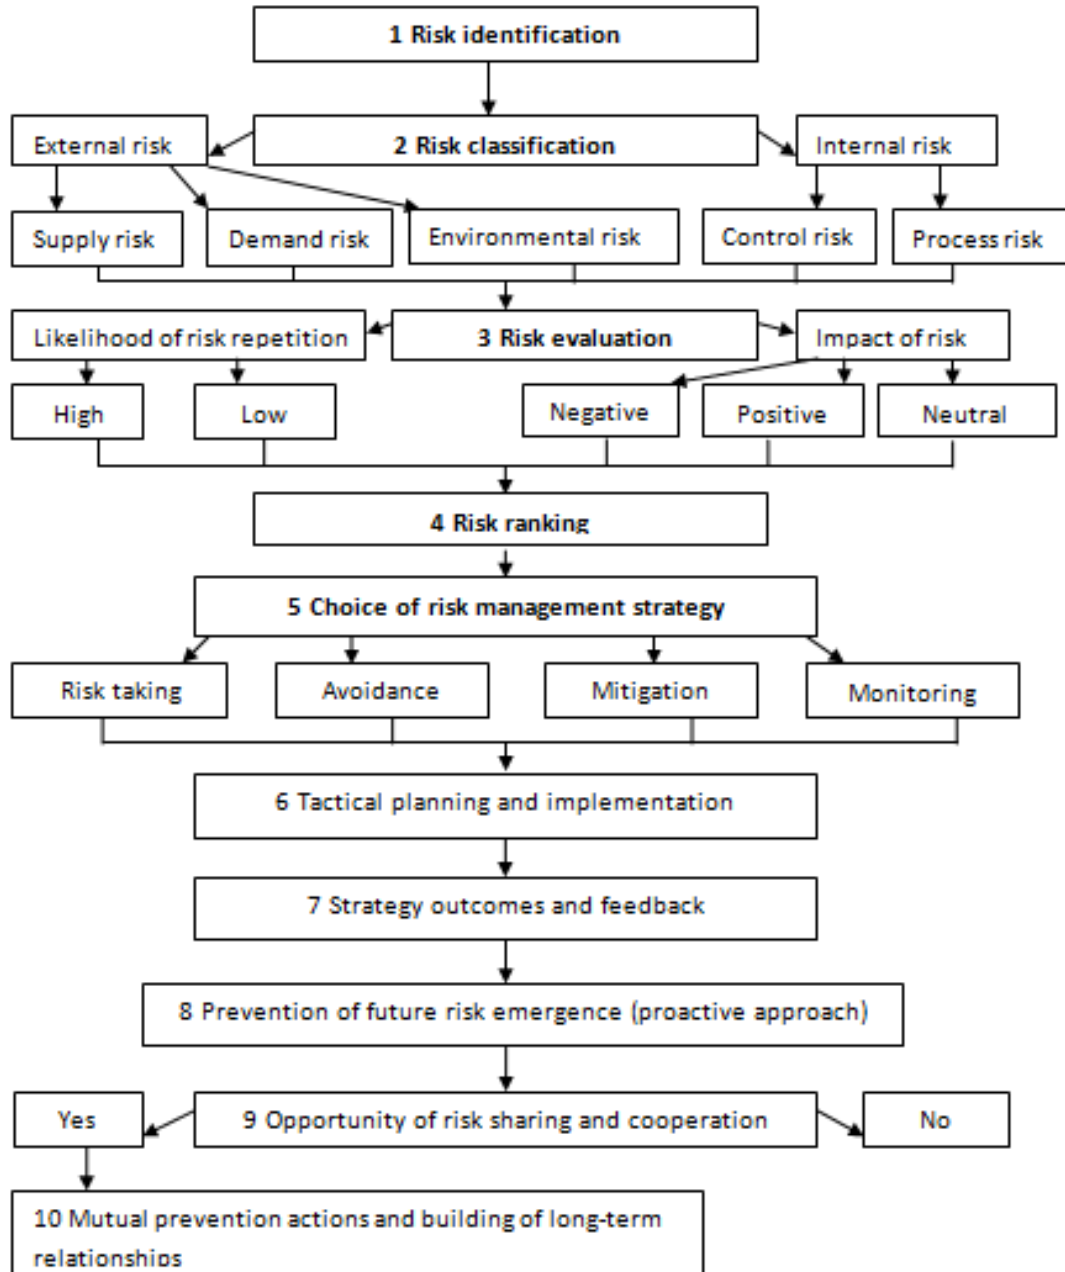 1 Risk identification
External risk
2 Risk classification
Internal risk
Supply risk
Demand risk
Environmental risk
Control risk
Process risk
Likelihood of risk repetition
3 Risk evaluation
Impact of risk
High
Low
Negative
Positive
Neutral
4 Risk ranking
5 Choice of risk management strategy
Risk taking
Avoidance
Mitigation
Monitoring
6 Tactical planning and implementation
7 Strategy outcomes and feedback
8 Prevention of future risk emergence (proactive approach)
Yes
9 Opportunity of risk sharing and cooperation
No
10 Mutual prevention actions and building of long-term
relationships